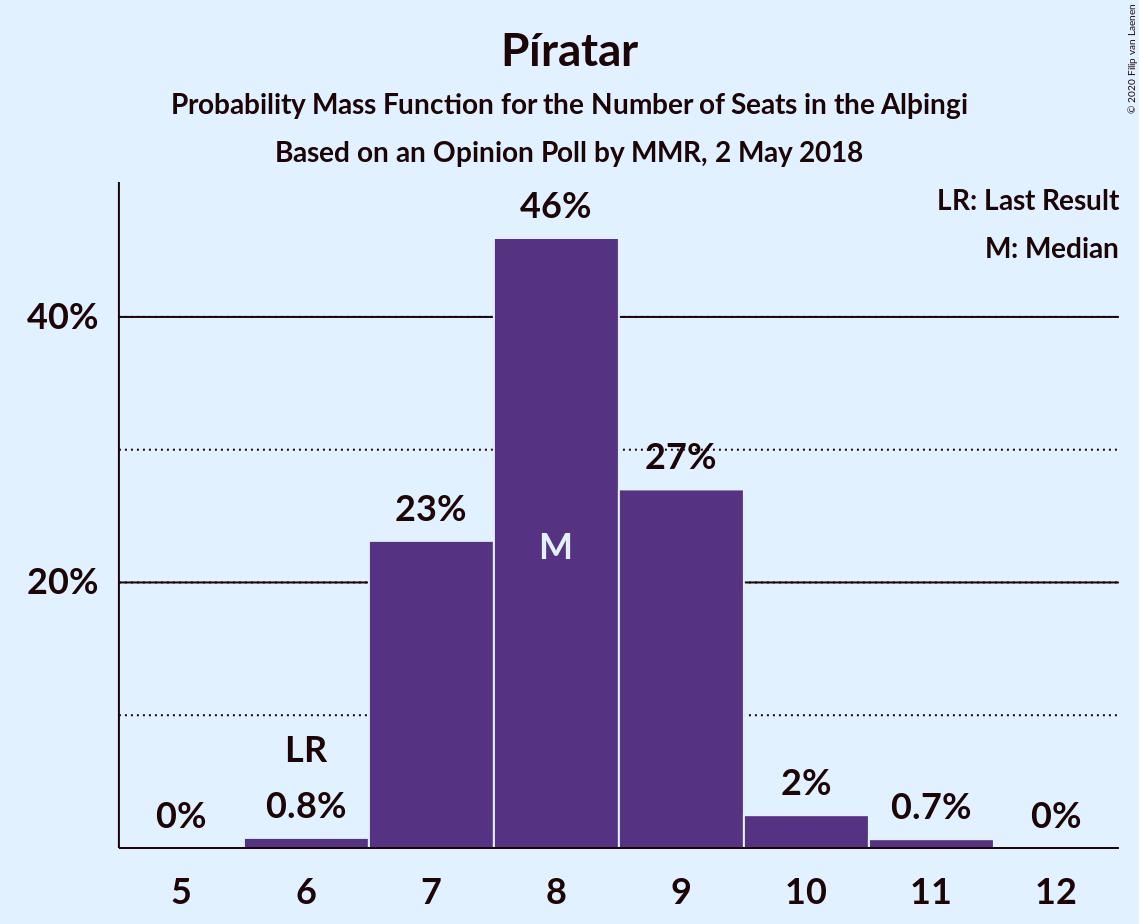 Píratar
Probability Mass Function for the Number of Seats in the Alþingi
Based on an Opinion Poll by MMR, 2 May 2018
© 2020 Filip van Laenen
LR: Last Result
M: Median
46%
40%
27%
23%
M
20%
LR
0%
0.8%
2%
0.7%
0%
5 6 7 8 9 10 11 12